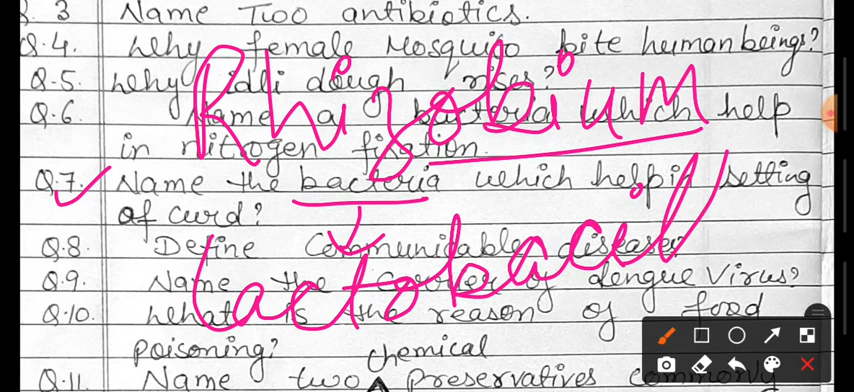 Q. 3 Name Two antibiotics.
Q.4. Why female Mosquito bite human beings?
Q.5. Why idli dough rises?
Rhizobium
Q.6 Name a bacteria which help
in nitrogen fixation.
Q.7 Name the bacteria which help in setting
of curd?
Q.8. Define Communicable disease?
Lactobacill
Q.9. Name the carrier of dengue virus?
Q.10. What is the reason of food
poisoning?
chemical
Q.11. Name two ^ preservatives commonly